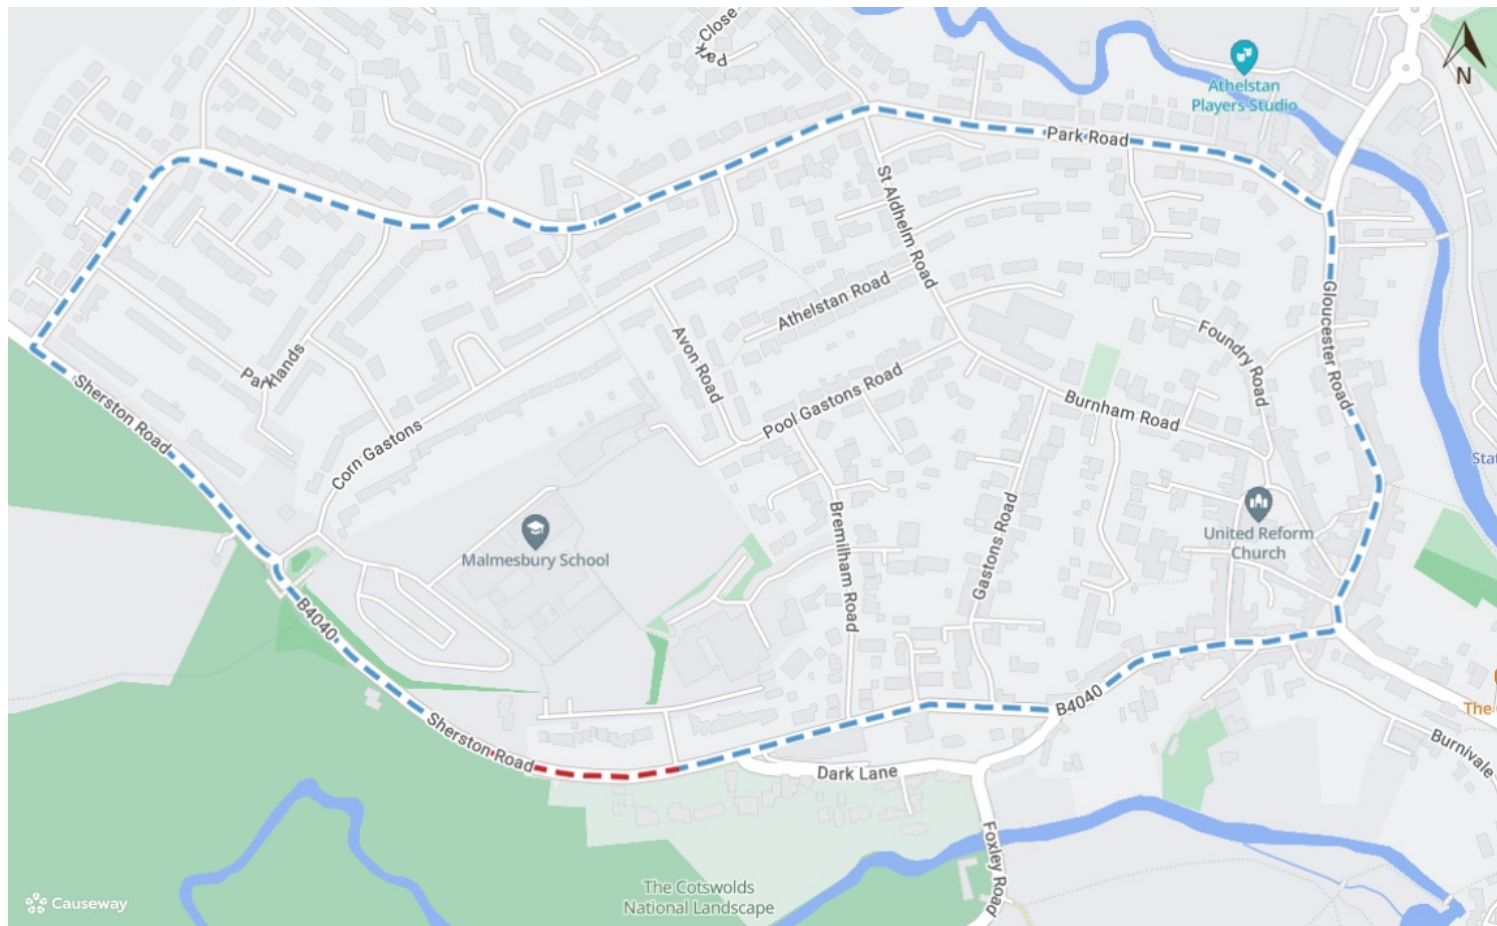 Close
Park
N
Athelstan
Players Studio
Park Road
St Aldhelm Road
Gloucester Road
Athelstan Road
Foundry Road
Avon Road
Parklands
Sherston Road
Pool Gastons Road
Burnham Road
Corn Gastons
Stat
Bremilham Road
Gastons Road
United Reform
Church
Malmesbury School
B4040
B4040
Sherston Road
The
Burnivale
Dark Lane
Foxley Road
The Cotswolds
National Landscape
Causeway